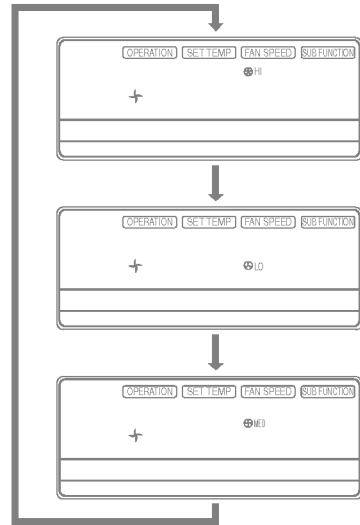 OPERATION SET TEMP FAN SPEED SUB FUNCTION
HI
OPERATION SET TEMP FAN SPEED SUB FUNCTION
LO
OPERATION SET TEMP FAN SPEED SUB FUNCTION
MED